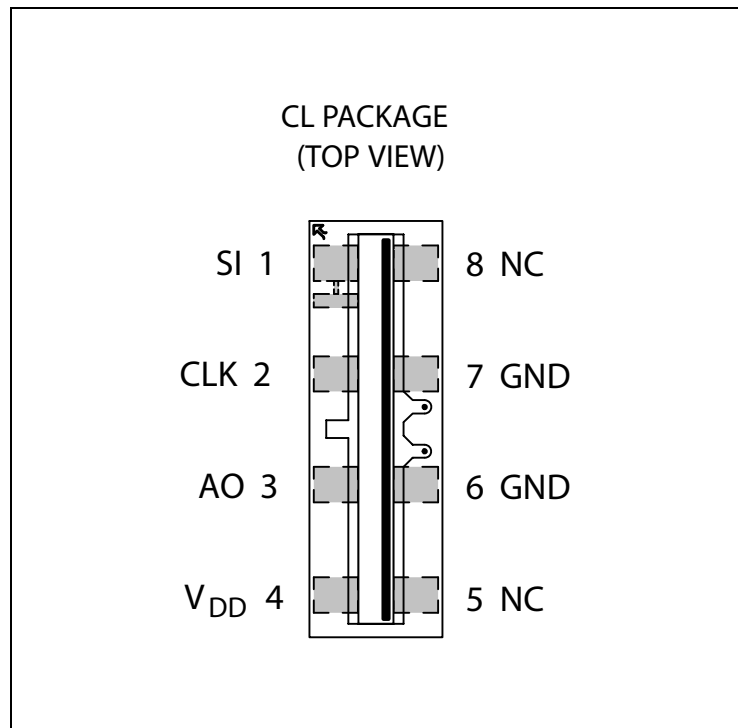 CL PACKAGE
(TOP VIEW)
SI 1 8 NC
CLK 2 7 GND
AO 3 6 GND
VDD 4 5 NC